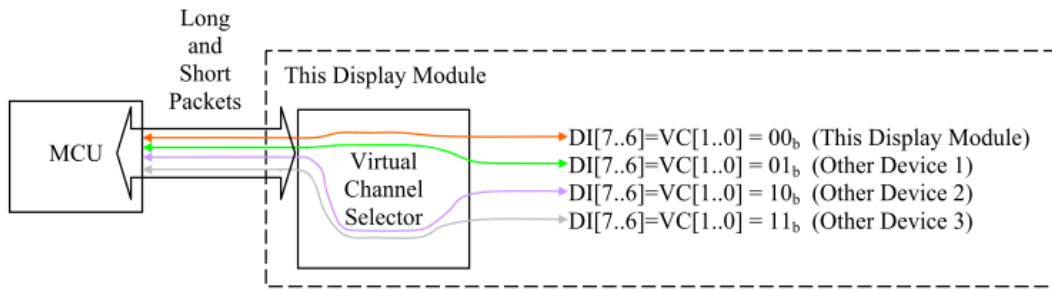 Long
and
Short
Packets
This Display Module
MCU
Virtual
Channel
Selector
DI[7..6]=VC[1..0] = 00b (This Display Module)
DI[7..6]=VC[1..0] = 01b (Other Device 1)
DI[7..6]=VC[1..0] = 10b (Other Device 2)
DI[7..6]=VC[1..0] = 11b (Other Device 3)